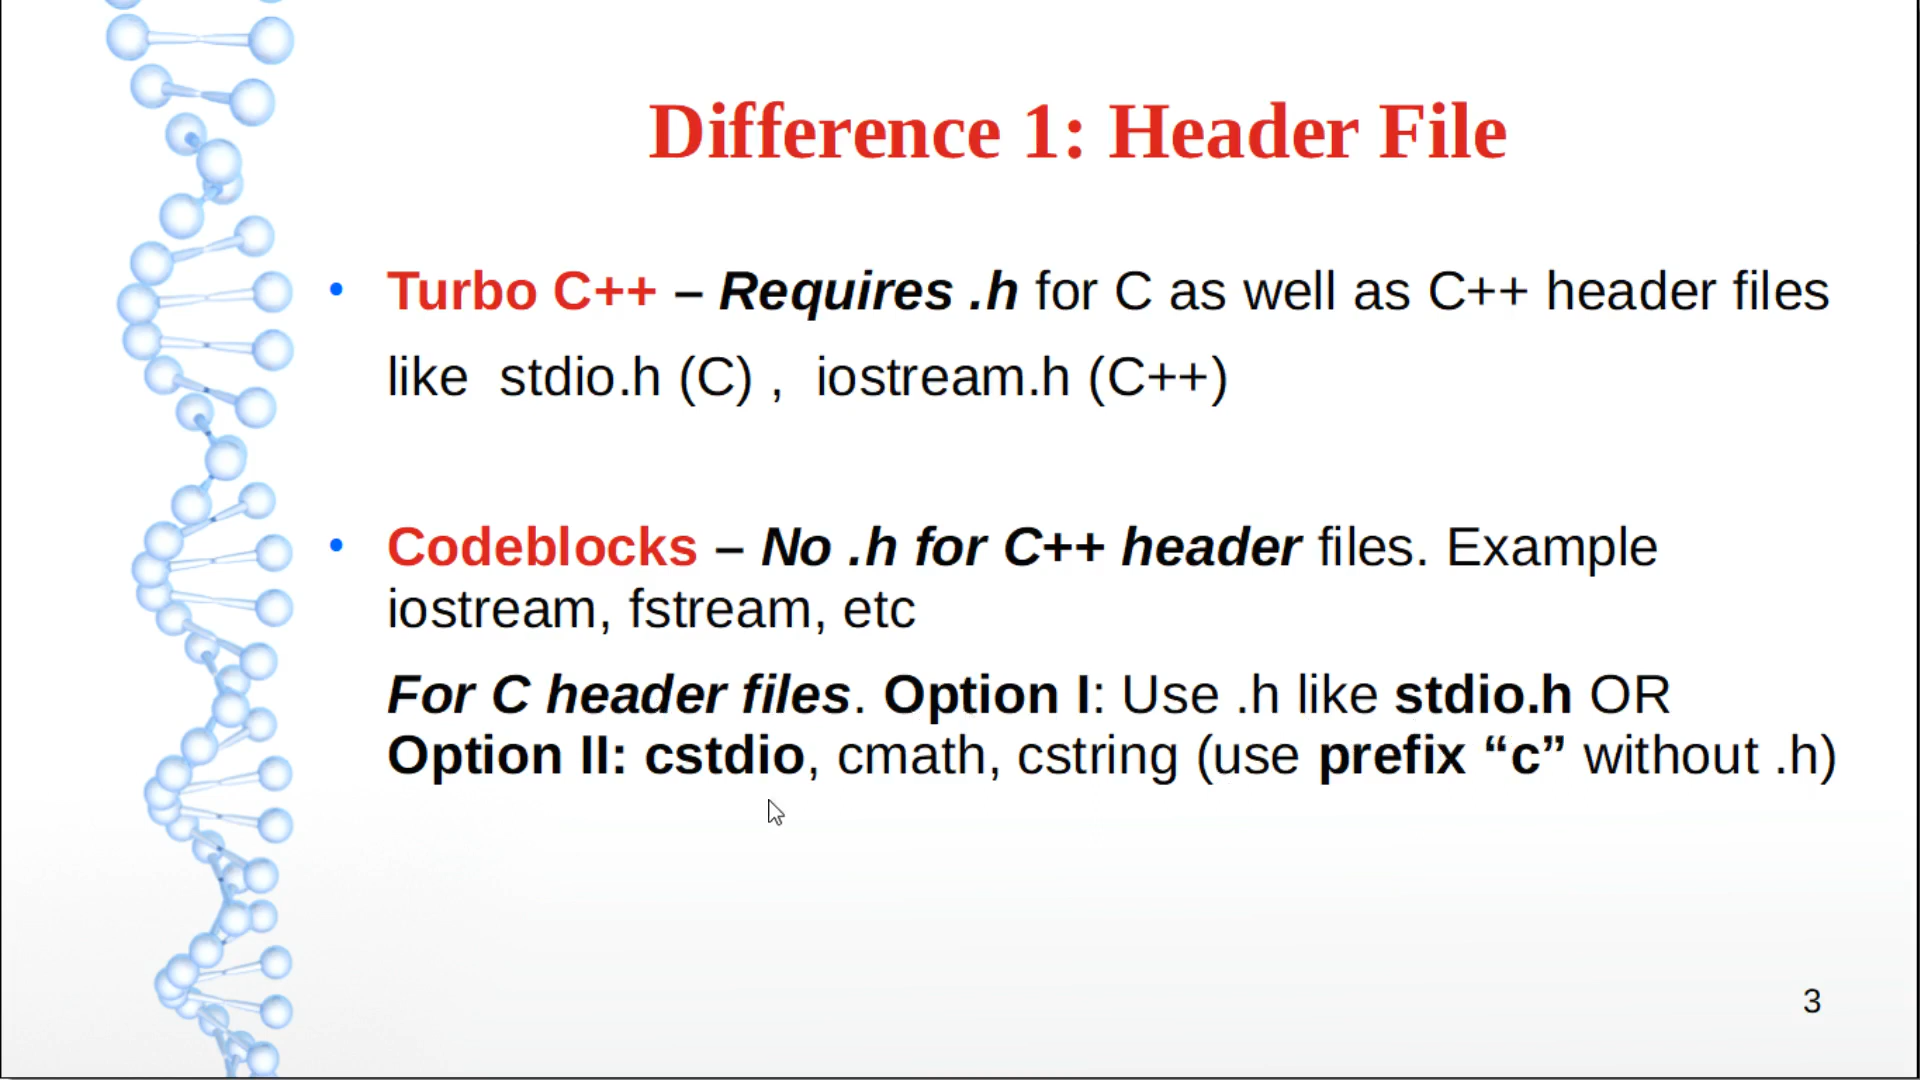 Difference 1: Header File
• Turbo C++ – Requires .h for C as well as C++ header files
like stdio.h (C) , iostream.h (C++)
• Codeblocks – No .h for C++ header files. Example
iostream, fstream, etc
For C header files. Option I: Use .h like stdio.h OR
Option II: cstdio, cmath, cstring (use prefix “c” without .h)
3